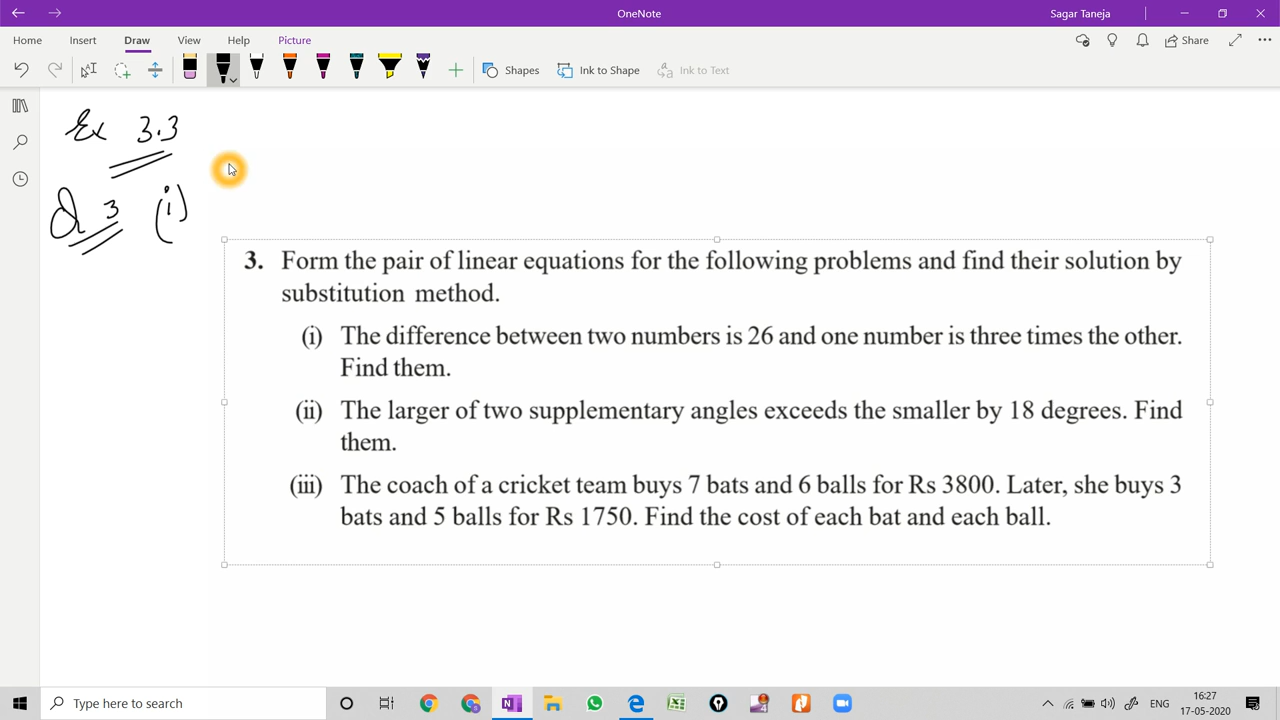 OneNote
Sagar Taneja
Home Insert Draw View Help Picture
Share
Shapes Ink to Shape Ink to Text
Ex 3.3
Q 3 (i)
3. Form the pair of linear equations for the following problems and find their solution by
substitution method.
(i) The difference between two numbers is 26 and one number is three times the other.
Find them.
(ii) The larger of two supplementary angles exceeds the smaller by 18 degrees. Find
them.
(iii) The coach of a cricket team buys 7 bats and 6 balls for Rs 3800. Later, she buys 3
bats and 5 balls for Rs 1750. Find the cost of each bat and each ball.
Type here to search
ENG
16:27
17-05-2020